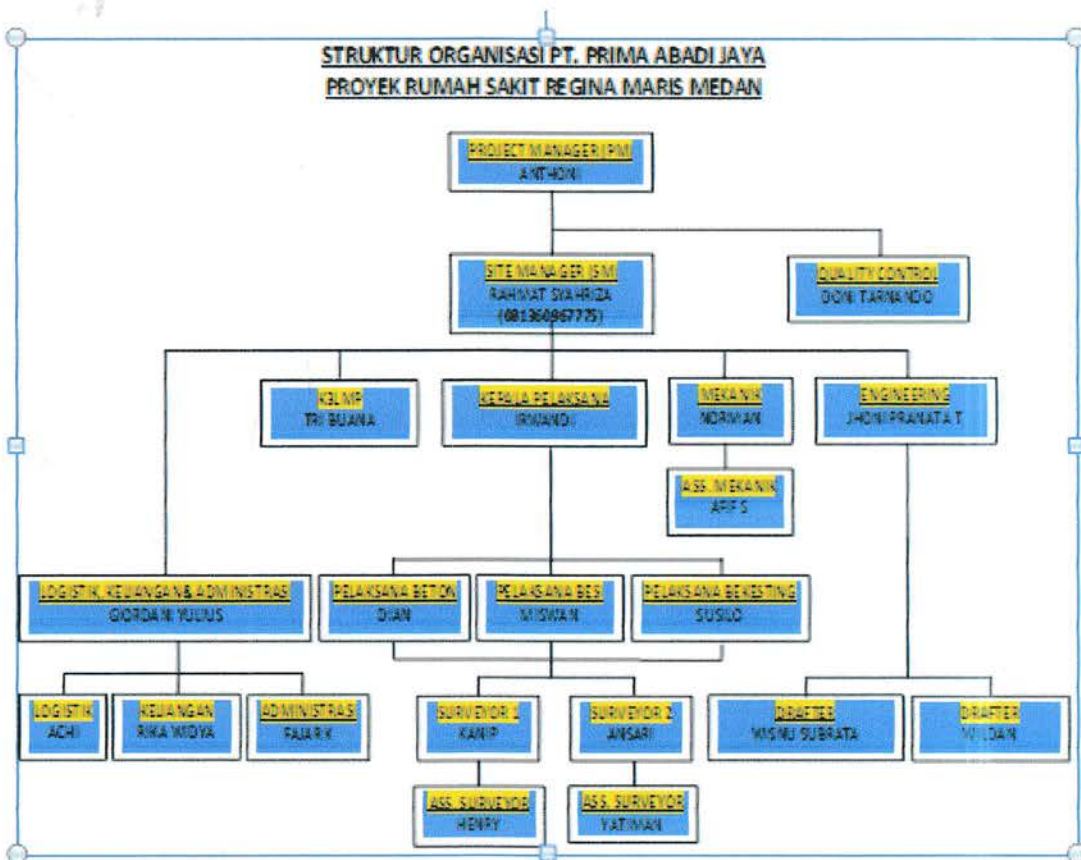 STRUKTUR ORGANISASI PT. PRIMA ABADI JAYA
PROYEK RUMAH SAKIT REGINA MARIS MEDAN
PROJECT MANAGER (PM)
ANTHONI
SITE MANAGER (SM)
RAHMAT SYAHRIZA
(081360967775)
QUALITY CONTROL
DONI TARNANDO
K3LMP
TRI BUANA
KEPALA PELAKSANA
IRWANDI
MEKANIK
NORMAN
ENGINEERING
JHONI PRANATA T
ASS. MEKANIK
AFIF S
LOGISTIK, KEUANGAN & ADMINISTRASI
GIORDANI YULIUS
PELAKSANA BETON
DIAN
PELAKSANA BESI
MISWAN
PELAKSANA BEKESTING
SUSILO
LOGISTIK
ACHI
KEUANGAN
RIKA WIDYA
ADMINISTRASI
FAJAR K
SURVEYOR 1
KANIP
SURVEYOR 2
ANSARI
DRAFTER
WISNU SUBRATA
DRAFTER
WILDAN
ASS. SURVEYOR
HENRY
ASS. SURVEYOR
YATIMAN